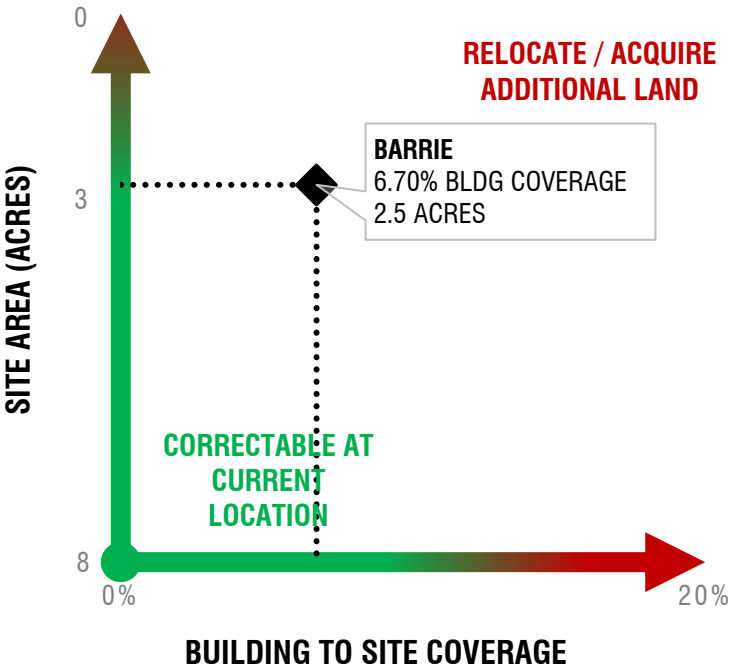 0
RELOCATE / ACQUIRE
ADDITIONAL LAND
BARRIE
6.70% BLDG COVERAGE
2.5 ACRES
3
SITE AREA (ACRES)
CORRECTABLE AT
CURRENT
LOCATION
8
0%
20%
BUILDING TO SITE COVERAGE